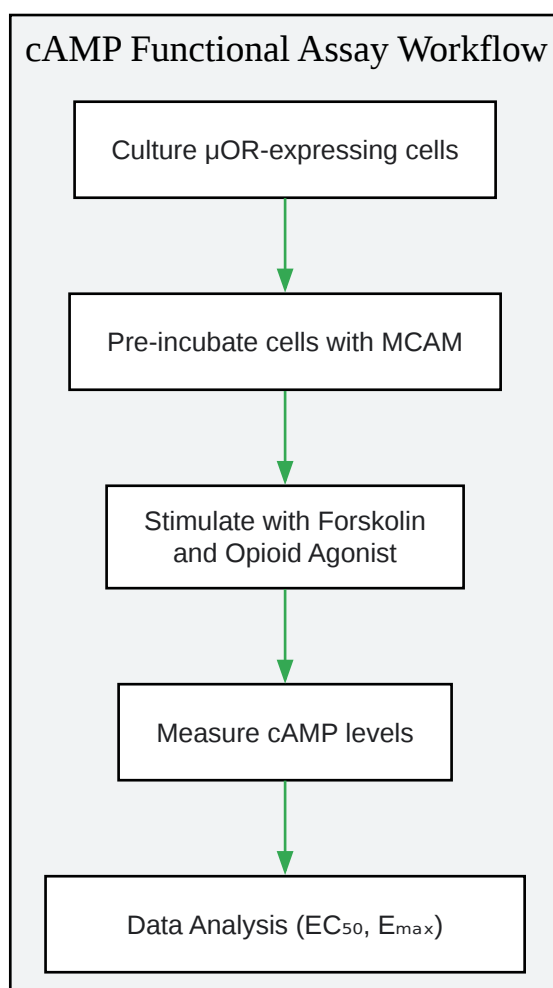 cAMP Functional Assay Workflow
Culture μOR-expressing cells
Pre-incubate cells with MCAM
Stimulate with Forskolin
and Opioid Agonist
Measure cAMP levels
Data Analysis (EC₅₀, Eₘₐₓ)